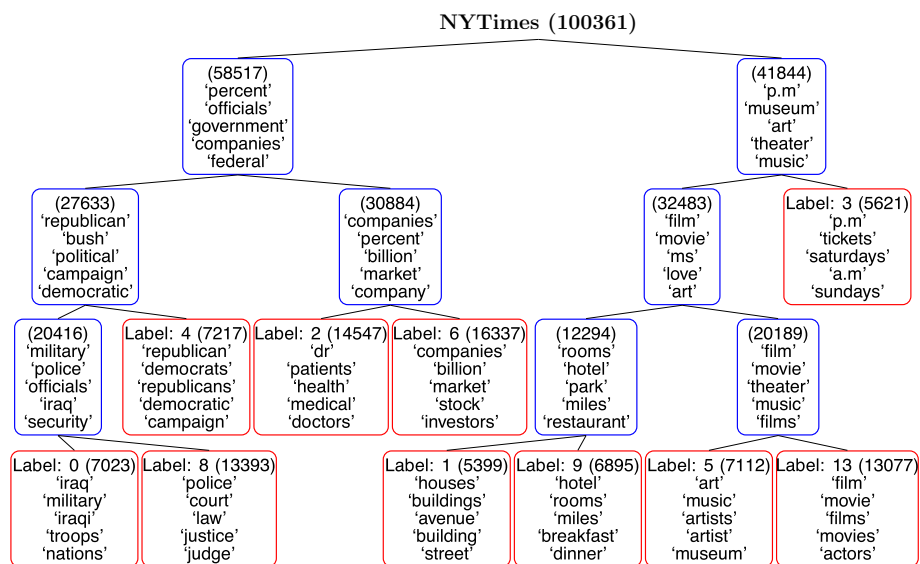 NYTimes (100361)
(58517)
‘percent’
‘officials’
‘government’
‘companies’
‘federal’
(41844)
‘p.m’
‘museum’
‘art’
‘theater’
‘music’
(27633)
‘republican’
‘bush’
‘political’
‘campaign’
‘democratic’
(30884)
‘companies’
‘percent’
‘billion’
‘market’
‘company’
(32483)
‘film’
‘movie’
‘ms’
‘love’
‘art’
Label: 3 (5621)
‘p.m’
‘tickets’
‘saturdays’
‘a.m’
‘sundays’
(20416)
‘military’
‘police’
‘officials’
‘iraq’
‘security’
Label: 4 (7217)
‘republican’
‘democrats’
‘republicans’
‘democratic’
‘campaign’
Label: 2 (14547)
‘dr’
‘patients’
‘health’
‘medical’
‘doctors’
Label: 6 (16337)
‘companies’
‘billion’
‘market’
‘stock’
‘investors’
(12294)
‘rooms’
‘hotel’
‘park’
‘miles’
‘restaurant’
(20189)
‘film’
‘movie’
‘theater’
‘music’
‘films’
Label: 0 (7023)
‘iraq’
‘military’
‘iraqi’
‘troops’
‘nations’
Label: 8 (13393)
‘police’
‘court’
‘law’
‘justice’
‘judge’
Label: 1 (5399)
‘houses’
‘buildings’
‘avenue’
‘building’
‘street’
Label: 9 (6895)
‘hotel’
‘rooms’
‘miles’
‘breakfast’
‘dinner’
Label: 5 (7112)
‘art’
‘music’
‘artists’
‘artist’
‘museum’
Label: 13 (13077)
‘film’
‘movie’
‘films’
‘movies’
‘actors’